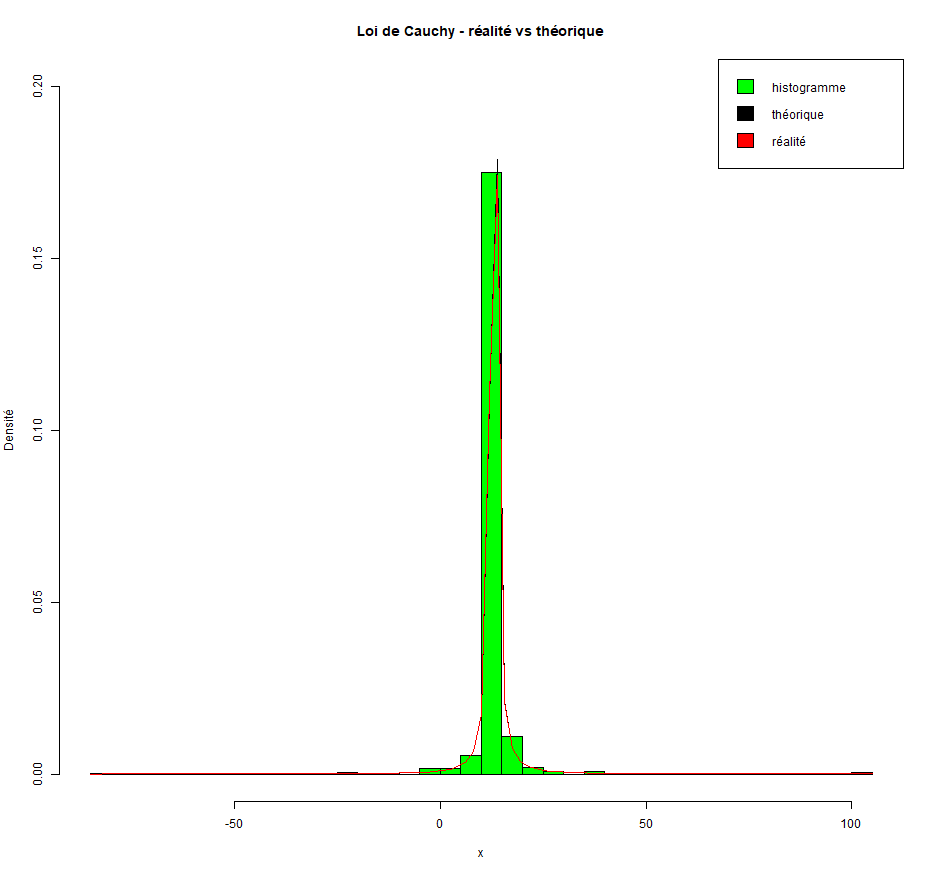 Loi de Cauchy - réalité vs théorique
histogramme
théorique
réalité
Densité
0.20
0.15
0.10
0.05
0.00
-50
0
50
100
x